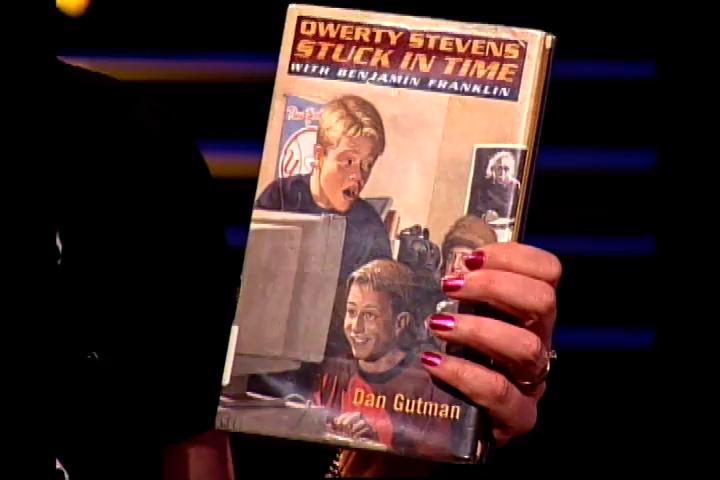 QWERTY STEVENS
STUCK IN TIME
WITH BENJAMIN FRANKLIN
Dan Gutman